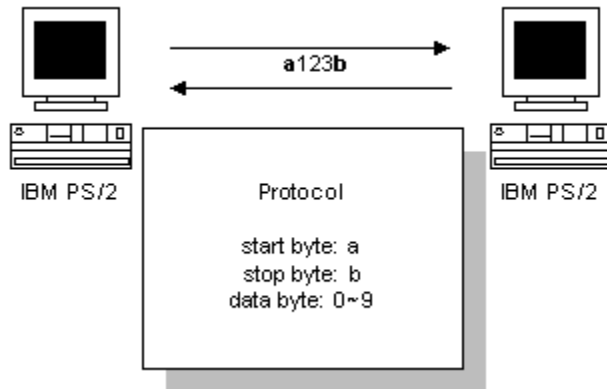 a123b
IBM PS/2
IBM PS/2
Protocol
start byte: a
stop byte: b
data byte: 0~9